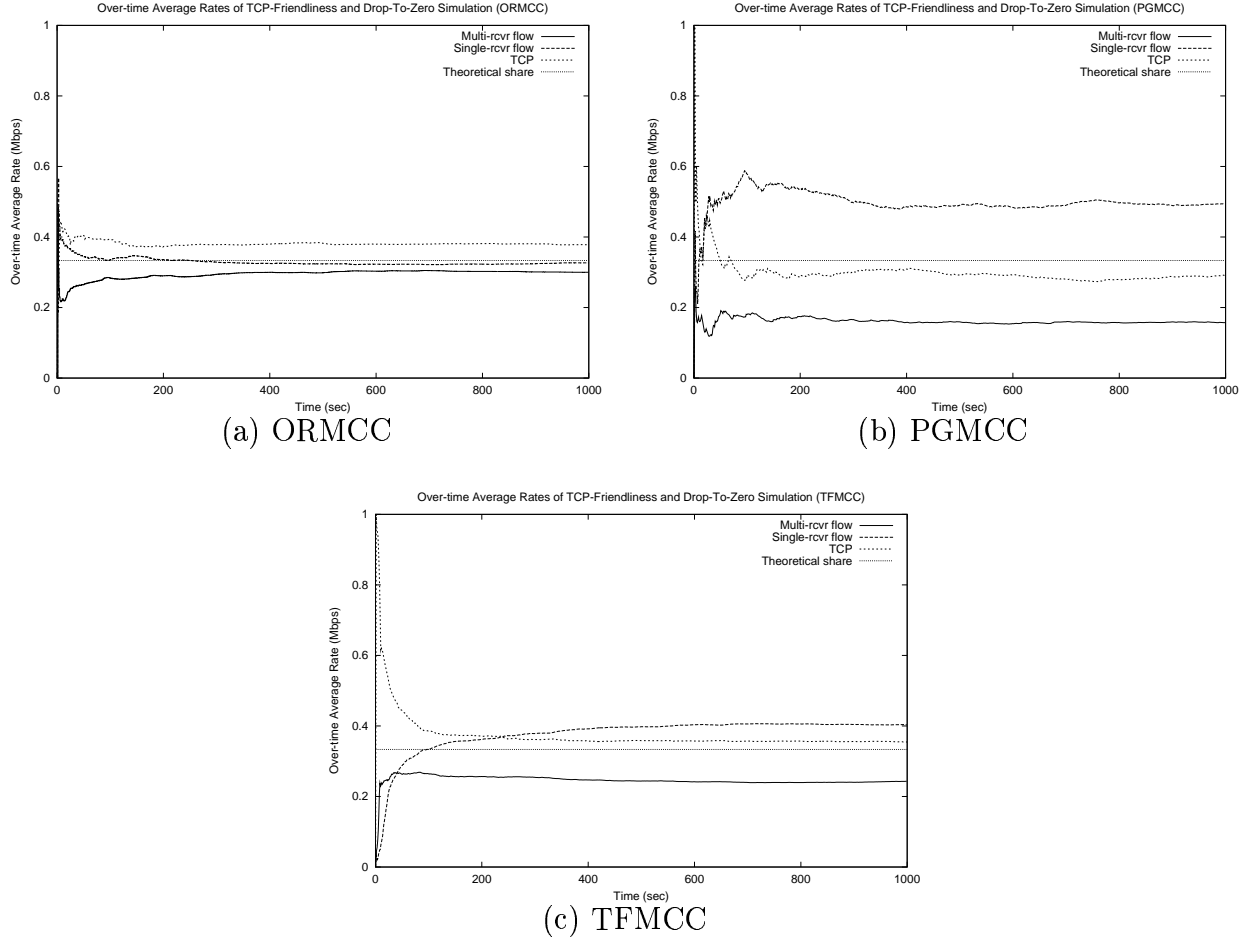 Over-time Average Rates of TCP-Friendliness and Drop-To-Zero Simulation (ORMCC)
Over-time Average Rate (Mbps)
1
0.8
0.6
0.4
0.2
0
Multi-rcvr flow
Single-rcvr flow
TCP
Theoretical share
0 200 400 600 800 1000
Time (sec)
(a) ORMCC
Over-time Average Rates of TCP-Friendliness and Drop-To-Zero Simulation (PGMCC)
Over-time Average Rate (Mbps)
1
0.8
0.6
0.4
0.2
0
Multi-rcvr flow
Single-rcvr flow
TCP
Theoretical share
0 200 400 600 800 1000
Time (sec)
(b) PGMCC
Over-time Average Rates of TCP-Friendliness and Drop-To-Zero Simulation (TFMCC)
Over-time Average Rate (Mbps)
1
0.8
0.6
0.4
0.2
0
Multi-rcvr flow
Single-rcvr flow
TCP
Theoretical share
0 200 400 600 800 1000
Time (sec)
(c) TFMCC